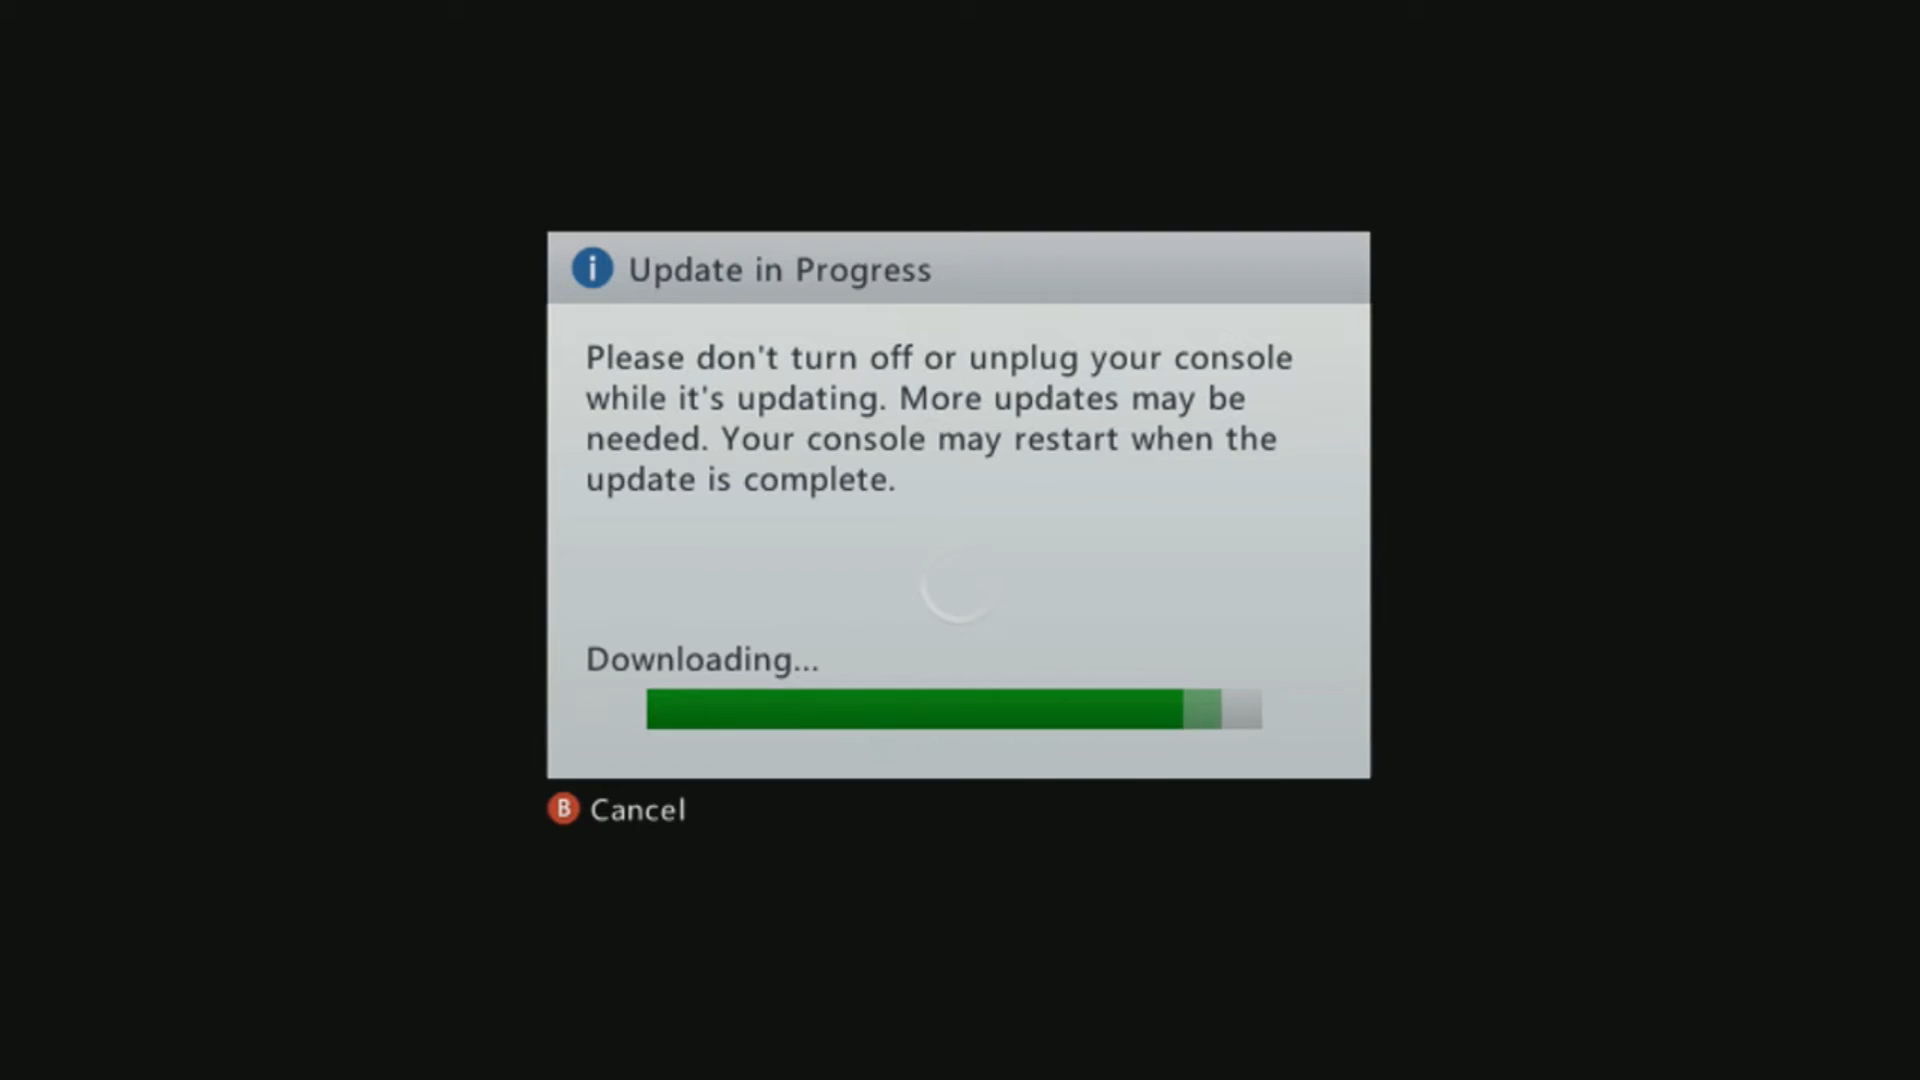 i Update in Progress
Please don't turn off or unplug your console
while it's updating. More updates may be
needed. Your console may restart when the
update is complete.
Downloading...
B Cancel